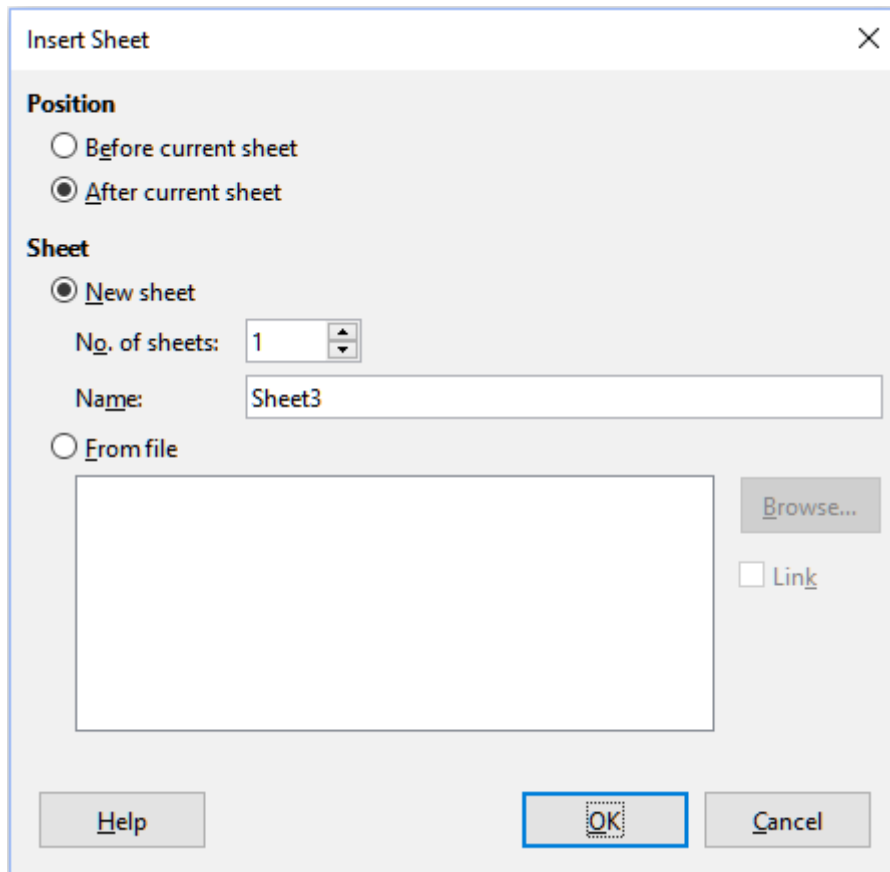 Insert Sheet
Position
Before current sheet
After current sheet
Sheet
New sheet
No. of sheets: 1
Name: Sheet3
From file
Browse...
Link
Help OK Cancel